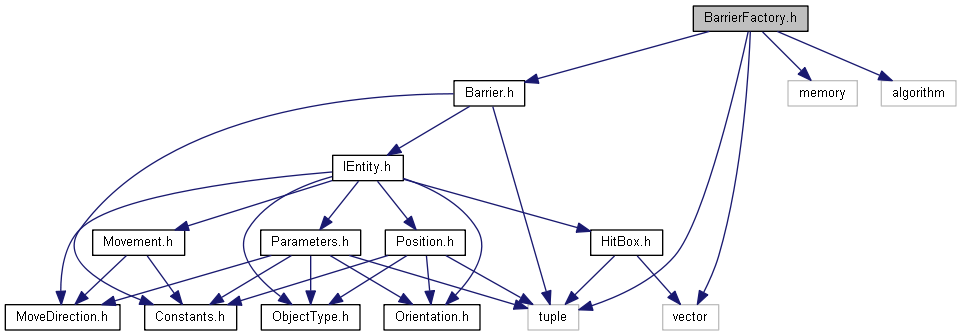 BarrierFactory.h
Barrier.h
memory
algorithm
IEntity.h
Movement.h
Parameters.h
Position.h
HitBox.h
MoveDirection.h
Constants.h
ObjectType.h
Orientation.h
tuple
vector